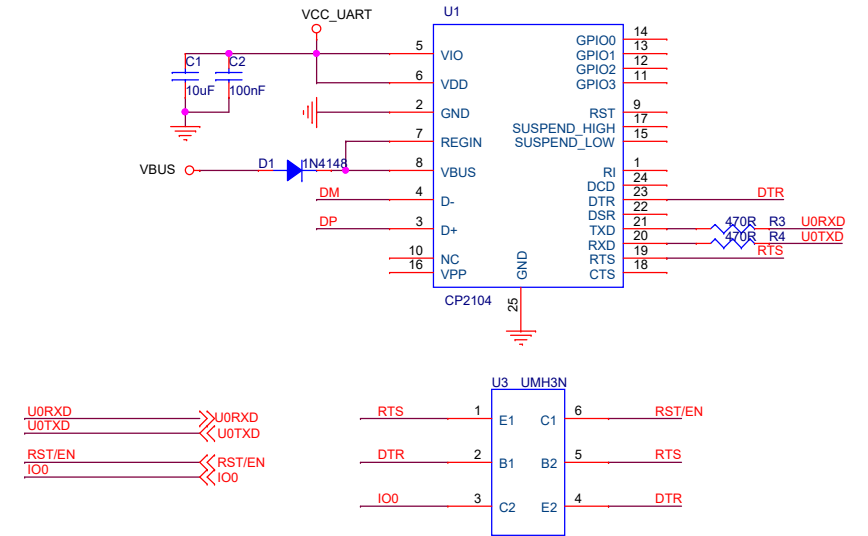 VCC_UART
U1
C1
10uF
C2
100nF
5 VIO
6 VDD
2 GND
7 REGIN
8 VBUS
4 D-
3 D+
10 NC
16 VPP
GPIO0 14
GPIO1 13
GPIO2 12
GPIO3 11
RST 9
SUSPEND_HIGH 17
SUSPEND_LOW 15
RI 1
DCD 24
DTR 23
DSR 22
TXD 21
RXD 20
RTS 19
CTS 18
GND
25
CP2104
VBUS
D1 1N4148
DM
DP
DTR
470R R3 U0RXD
470R R4 U0TXD
RTS
U0RXD U0RXD
U0TXD U0TXD
RST/EN RST/EN
IO0 IO0
U3 UMH3N
RTS 1 E1 C1 6 RST/EN
DTR 2 B1 B2 5 RTS
IO0 3 C2 E2 4 DTR